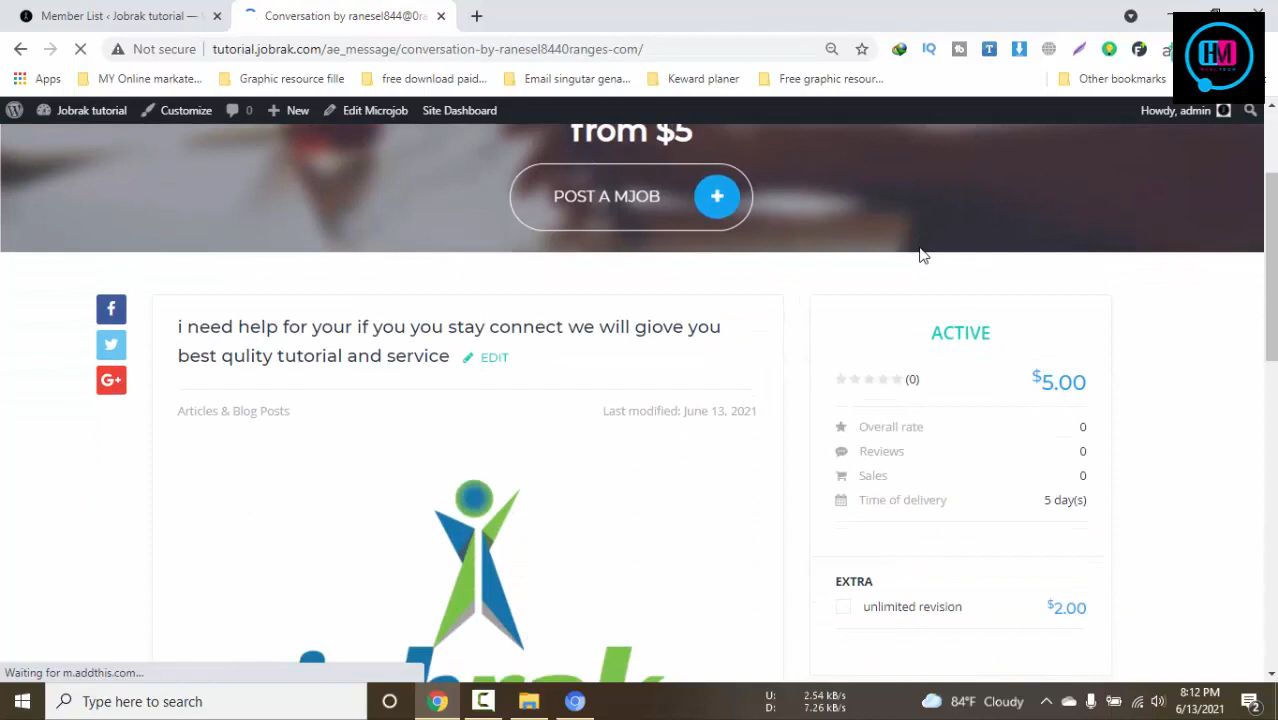 Member List ‹ Jobrak tutorial —
Conversation by ranesel844@0ra
Not secure
tutorial.jobrak.com/ae_message/conversation-by-ranesel8440ranges-com/
Apps
MY Online markate...
Graphic resource fille
free download paid...
Email singutar gena...
Keward planer
Free graphic resour...
Other bookmarks
HM
Jobrak tutorial
Customize
0
New
Edit Microjob
Site Dashboard
Howdy, admin
from $5
POST A MJOB
i need help for your if you you stay connect we will giove you
best qulity tutorial and service
EDIT
Articles & Blog Posts
Last modified: June 13, 2021
ACTIVE
(0)
$5.00
Overall rate 0
Reviews 0
Sales 0
Time of delivery 5 day(s)
EXTRA
unlimited revision $2.00
Waiting for m.addthis.com...
Type here to search
U: 2.54 kB/s
D: 7.26 kB/s
84°F Cloudy
8:12 PM
6/13/2021
2